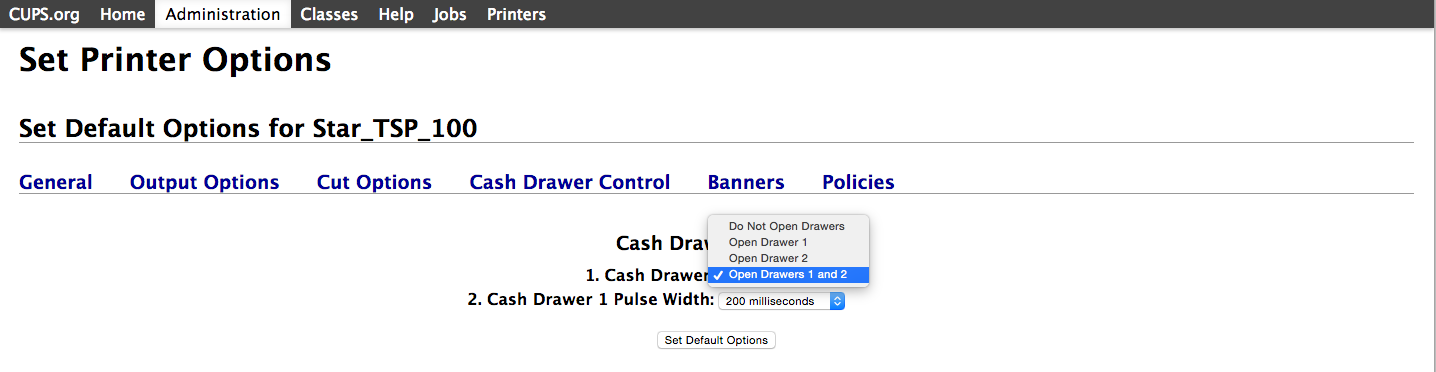 CUPS.org Home Administration Classes Help Jobs Printers
Set Printer Options
Set Default Options for Star_TSP_100
General Output Options Cut Options Cash Drawer Control Banners Policies
Do Not Open Drawers
Cash Draw
Open Drawer 1
Open Drawer 2
1. Cash Drawer
Open Drawers 1 and 2
2. Cash Drawer 1 Pulse Width: 200 milliseconds
Set Default Options